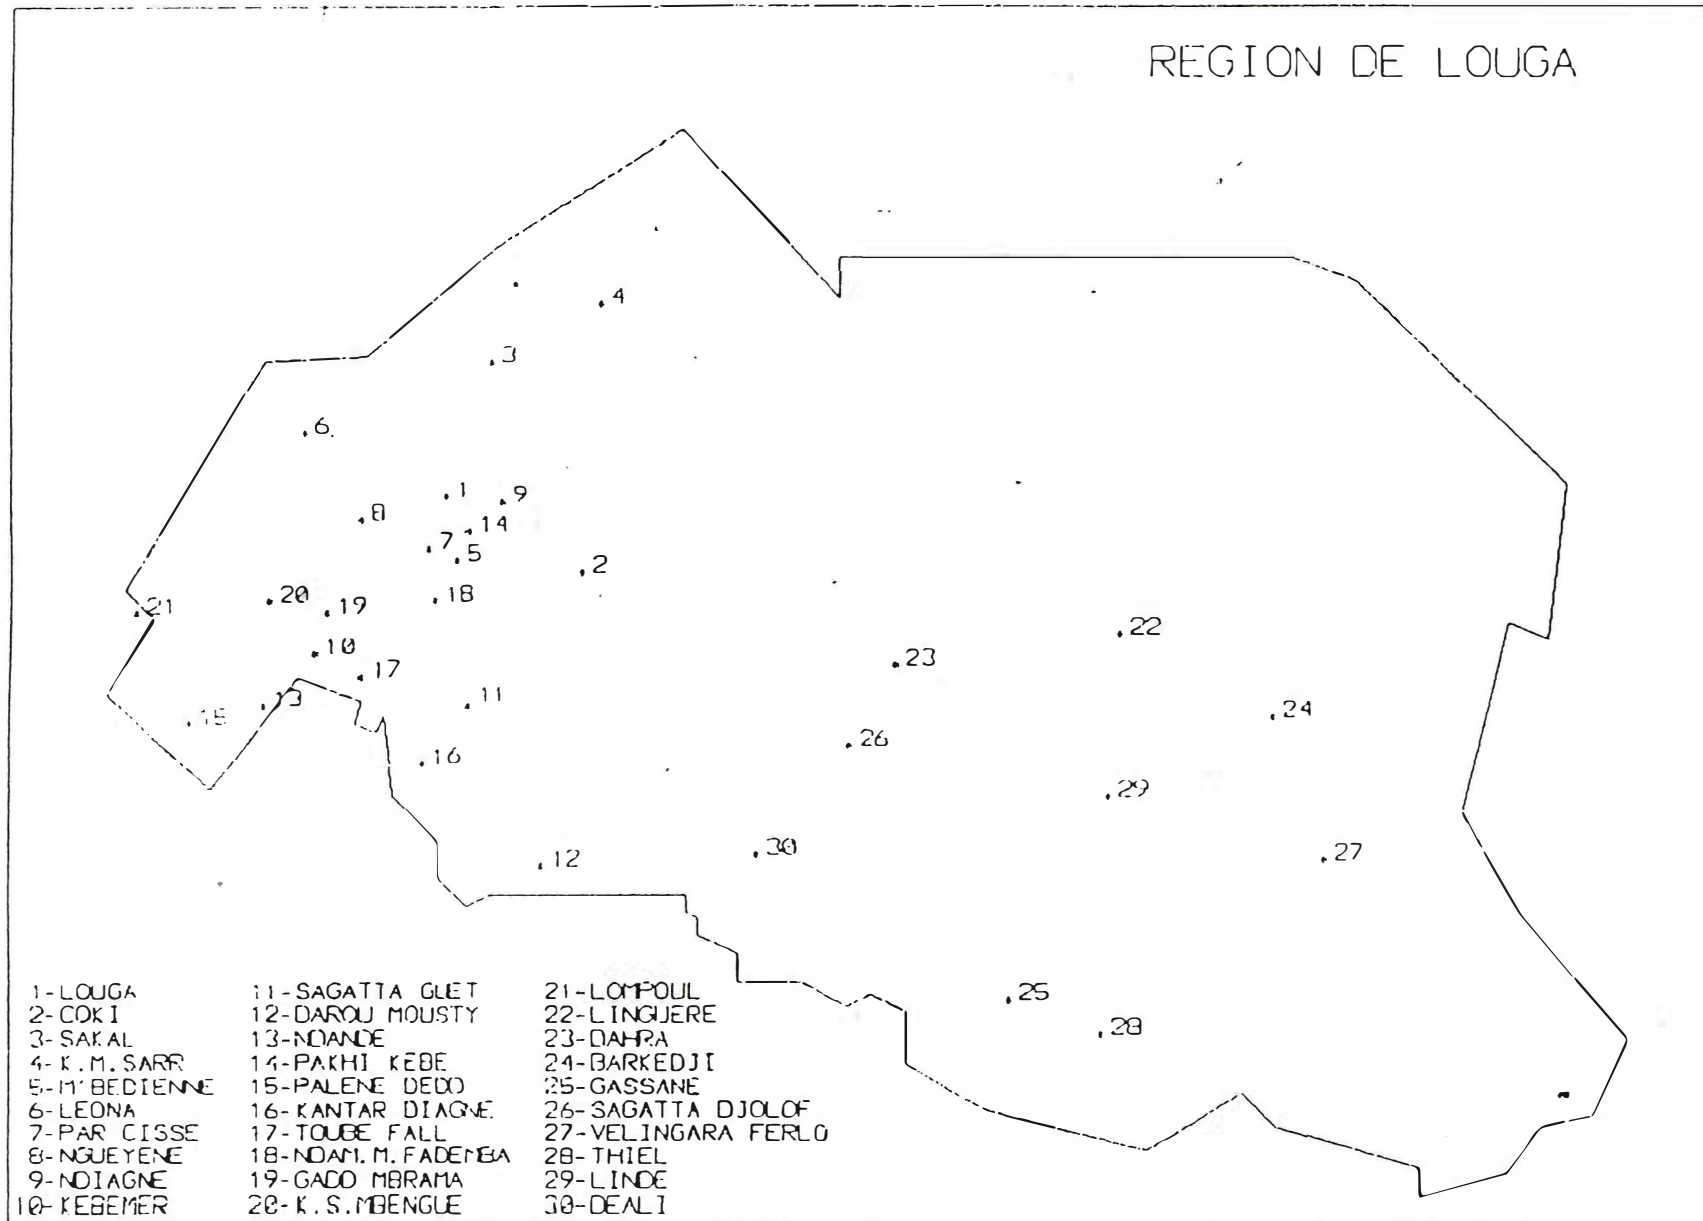 REGION DE LOUGA
4
3
6
1
9
8
14
7
5
2
20
19
18
21
22
10
23
17
13
11
15
24
26
16
29
30
12
27
25
28
1-LOUGA
2-COKI
3-SAKAL
4-K.M.SARR
5-M'BEDIENNE
6-LEONA
7-PAR CISSE
8-NGUEYENE
9-NDIAGNE
10-KEBEMER
11-SAGATTA GLET
12-DAROU MOUSTY
13-NDANDE
14-PAKHI KEBE
15-PALENE DEDO
16-KANTAR DIAGNE
17-TOUBE FALL
18-NDAM.M.FADEMBA
19-GADO MBRAMA
20-K.S.MBENGUE
21-LOMPOUL
22-LINGUERE
23-DAHRA
24-BARKEDJI
25-GASSANE
26-SAGATTA DJOLOF
27-VELINGARA FERLO
28-THIEL
29-LINDE
30-DEALI